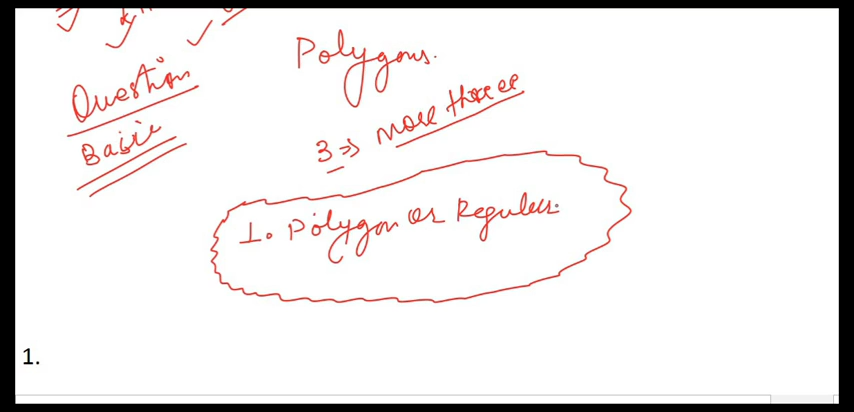 Polygons.
Question
Basic
3 => more three
1. Polygon or Regular.
1.